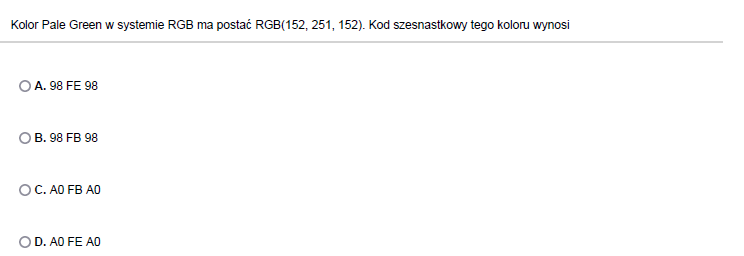 Kolor Pale Green w systemie RGB ma postać RGB(152, 251, 152). Kod szesnastkowy tego koloru wynosi
A. 98 FE 98
B. 98 FB 98
C. A0 FB A0
D. A0 FE A0